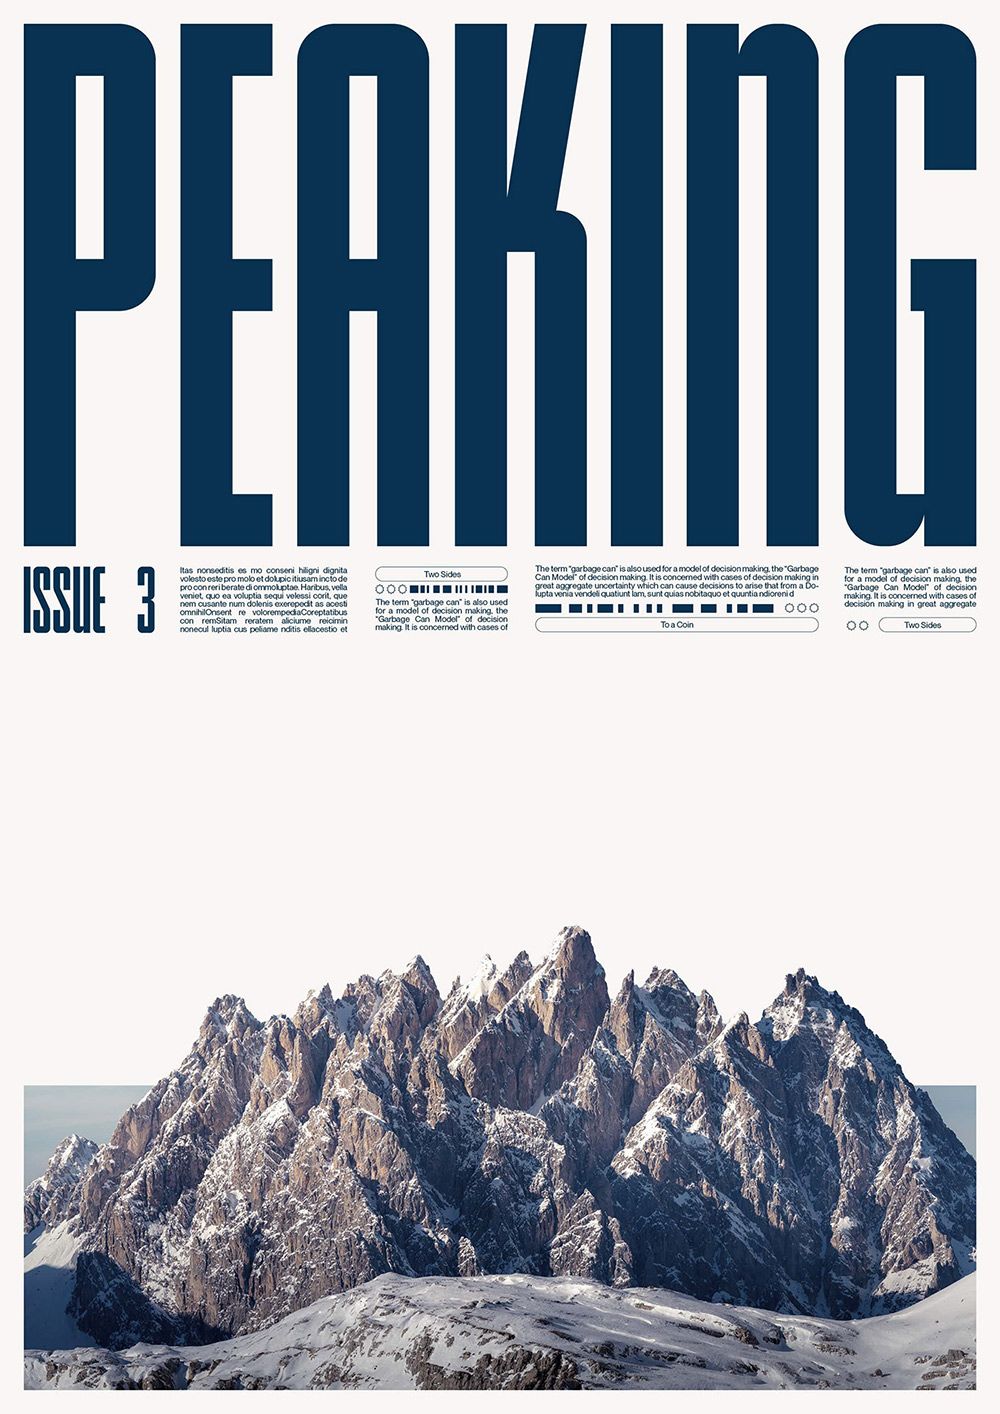 PEAKING
ISSUE 3
Itas nonseditis es mo conseni hiligni dignita
volesto este pro molo et dolupic itiusam incto de
pro con reri berate di ommoluptae. Haribus, vella
veniet, quo ea voluptia sequi velessi corit, que
nem cusante num dolenis exerepedit as acesti
omnihilOnsent re volorempediaCoreptatibus
con remSitam reratem aliciume reicimin
nonecul luptia cus peliame nditis ellacestio et
Two Sides
The term "garbage can" is also used
for a model of decision making, the
"Garbage Can Model" of decision
making. It is concerned with cases of
The term "garbage can" is also used for a model of decision making, the "Garbage
Can Model" of decision making. It is concerned with cases of decision making in
great aggregate uncertainty which can cause decisions to arise that from a Do-
lupta venia vendeli quatiunt lam, sunt quias nobitaquo et quuntia ndioreni d
To a Coin
The term "garbage can" is also used
for a model of decision making, the
"Garbage Can Model" of decision
making. It is concerned with cases of
decision making in great aggregate
Two Sides